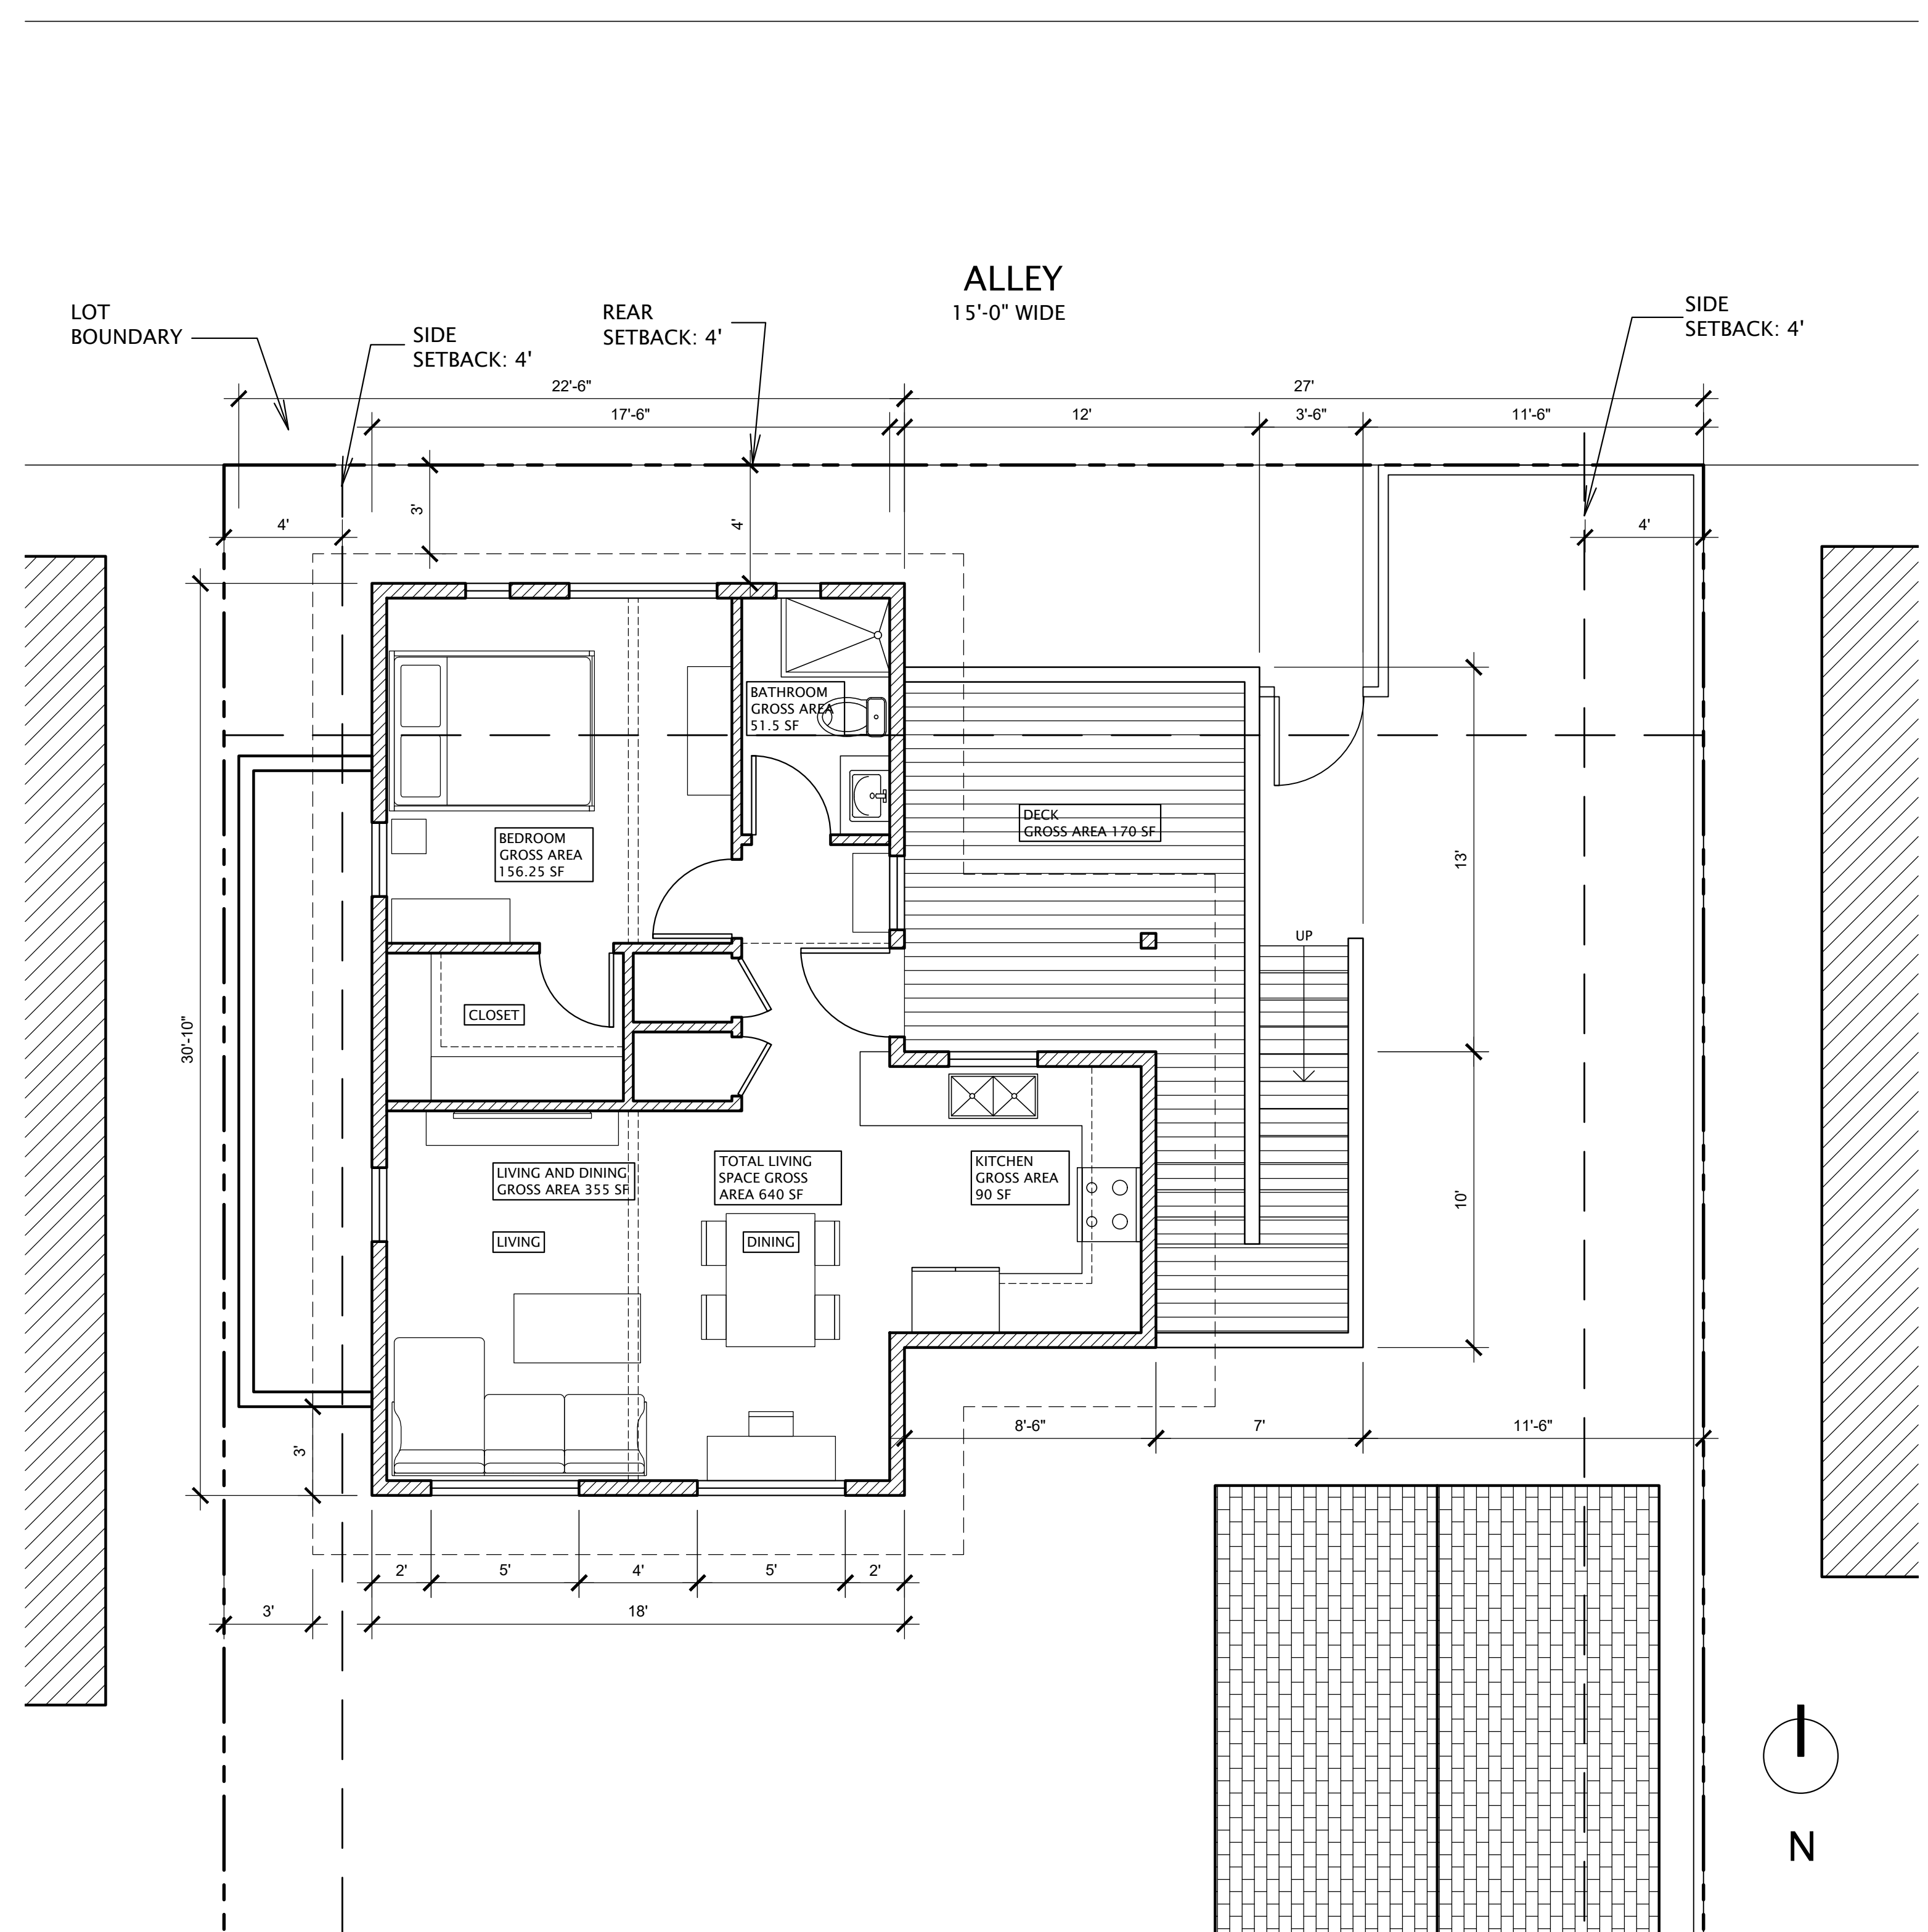 ALLEY
15'-0" WIDE
LOT
BOUNDARY
SIDE
SETBACK: 4'
REAR
SETBACK: 4'
SIDE
SETBACK: 4'
22'-6"
27'
17'-6"
12'
3'-6"
11'-6"
4'
3'
4'
4'
30'-10"
BATHROOM
GROSS AREA
51.5 SF
BEDROOM
GROSS AREA
156.25 SF
DECK
GROSS AREA 170 SF
13'
UP
CLOSET
LIVING AND DINING
GROSS AREA 355 SF
TOTAL LIVING
SPACE GROSS
AREA 640 SF
KITCHEN
GROSS AREA
90 SF
10'
LIVING
DINING
3'
8'-6"
7'
11'-6"
2'
5'
4'
5'
2'
3'
18'
N